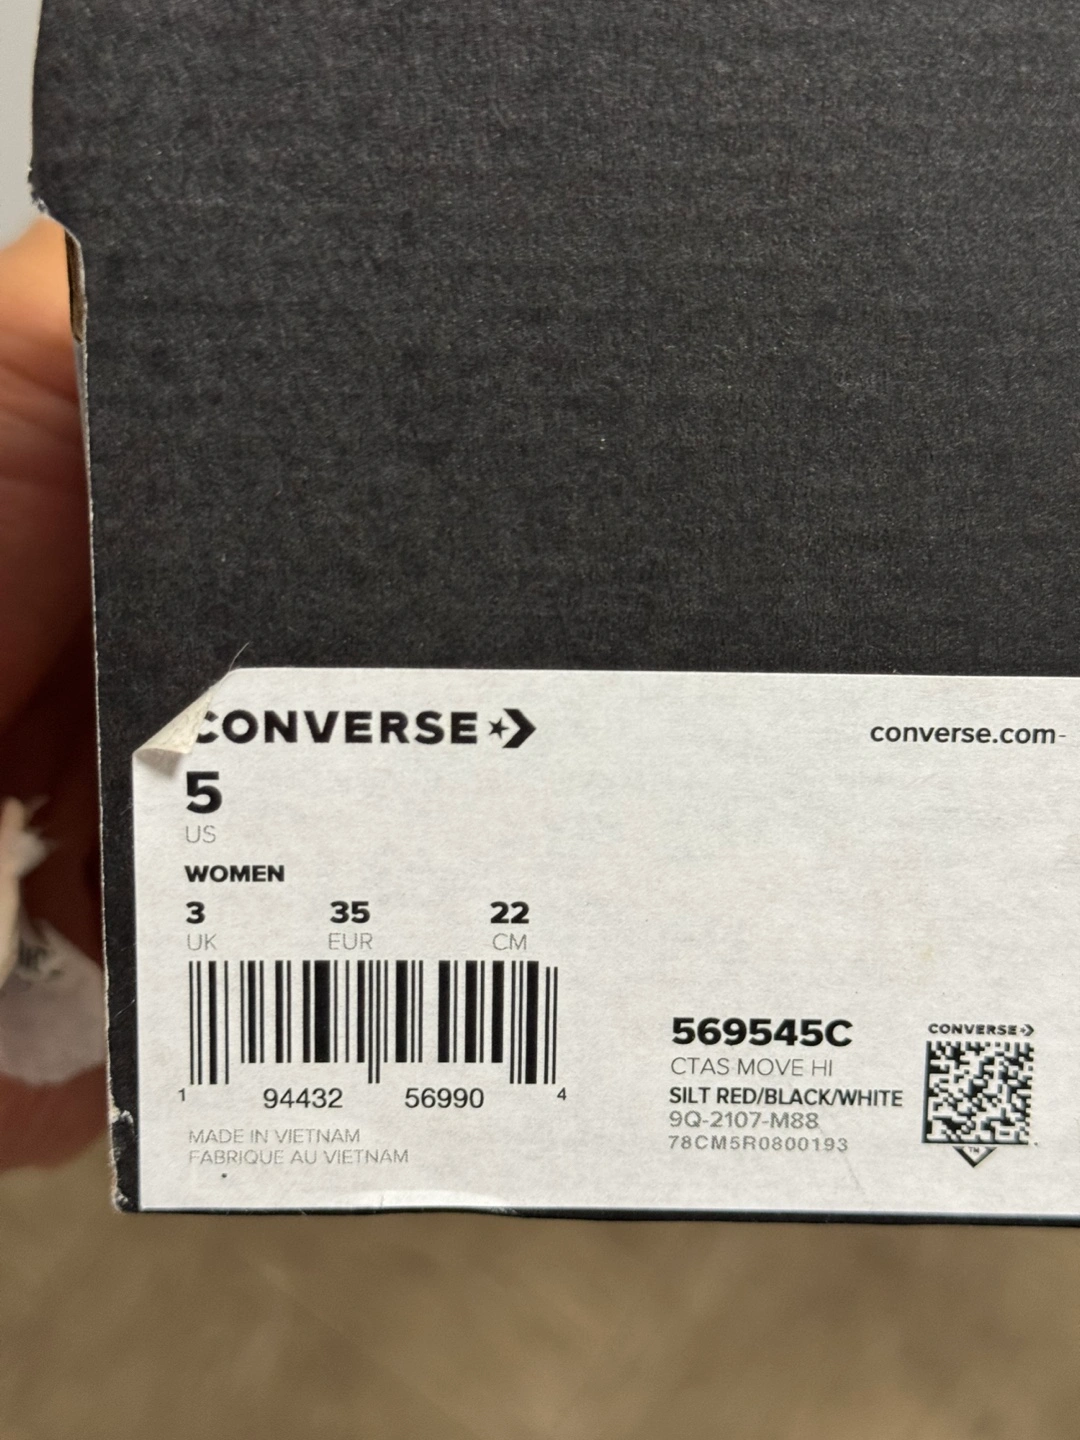 CONVERSE
converse.com-
5
US
WOMEN
3 35 22
UK EUR CM
1 94432 56990 4
MADE IN VIETNAM
FABRIQUE AU VIETNAM
569545C
CTAS MOVE HI
SILT RED/BLACK/WHITE
9Q-2107-M88
78CM5R0800193
CONVERSE
TM